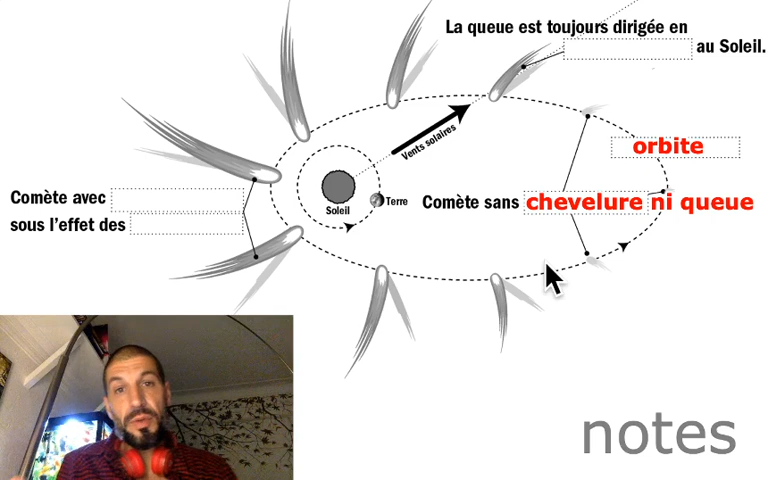 La queue est toujours dirigée en
au Soleil.
Vents solaires
orbite
Comète avec
sous l'effet des
Soleil
Terre
Comète sans chevelure ni queue
notes